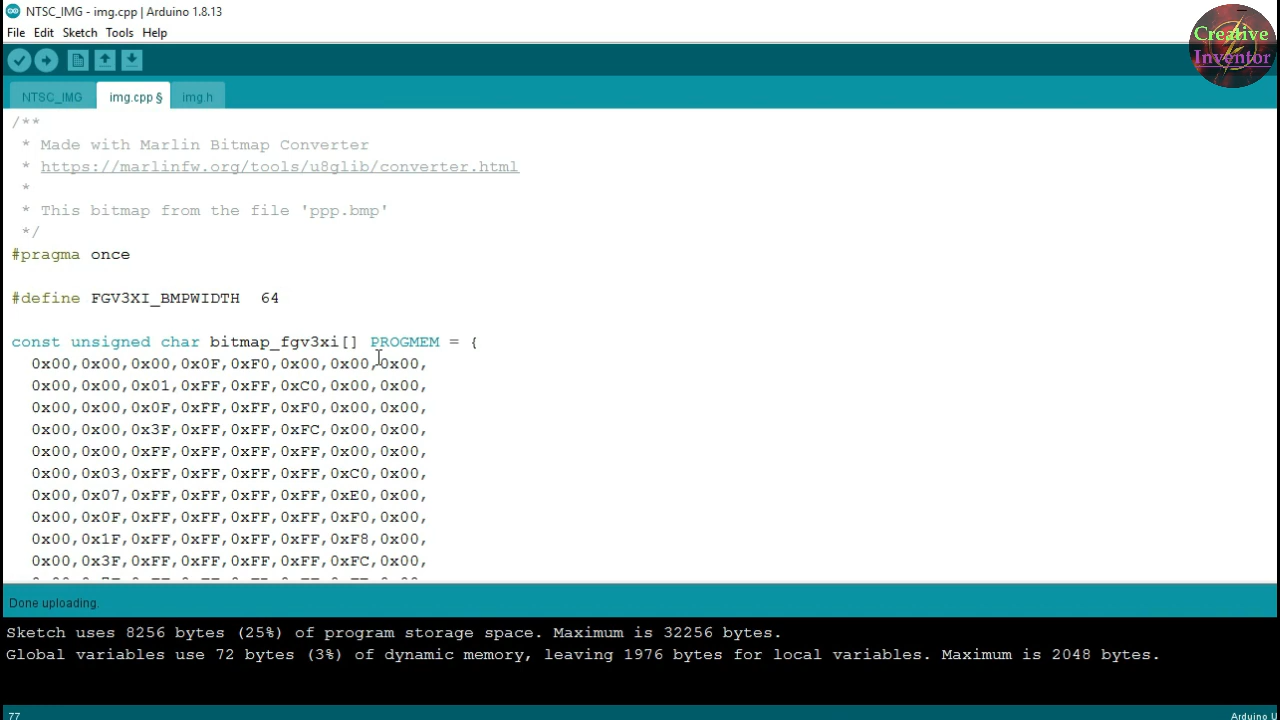 NTSC_IMG - img.cpp | Arduino 1.8.13
File Edit Sketch Tools Help
Creative
Inventor
NTSC_IMG img.cpp § img.h
/**
* Made with Marlin Bitmap Converter
* https://marlinfw.org/tools/u8glib/converter.html
*
* This bitmap from the file 'ppp.bmp'
*/
#pragma once
#define FGV3XI_BMPWIDTH  64
const unsigned char bitmap_fgv3xi[] PROGMEM = {
0x00,0x00,0x00,0x0F,0xF0,0x00,0x00,0x00,
0x00,0x00,0x01,0xFF,0xFF,0xC0,0x00,0x00,
0x00,0x00,0x0F,0xFF,0xFF,0xF0,0x00,0x00,
0x00,0x00,0x3F,0xFF,0xFF,0xFC,0x00,0x00,
0x00,0x00,0xFF,0xFF,0xFF,0xFF,0x00,0x00,
0x00,0x03,0xFF,0xFF,0xFF,0xFF,0xC0,0x00,
0x00,0x07,0xFF,0xFF,0xFF,0xFF,0xE0,0x00,
0x00,0x0F,0xFF,0xFF,0xFF,0xFF,0xF0,0x00,
0x00,0x1F,0xFF,0xFF,0xFF,0xFF,0xF8,0x00,
0x00,0x3F,0xFF,0xFF,0xFF,0xFF,0xFC,0x00,
Done uploading.
Sketch uses 8256 bytes (25%) of program storage space. Maximum is 32256 bytes.
Global variables use 72 bytes (3%) of dynamic memory, leaving 1976 bytes for local variables. Maximum is 2048 bytes.
77
Arduino U